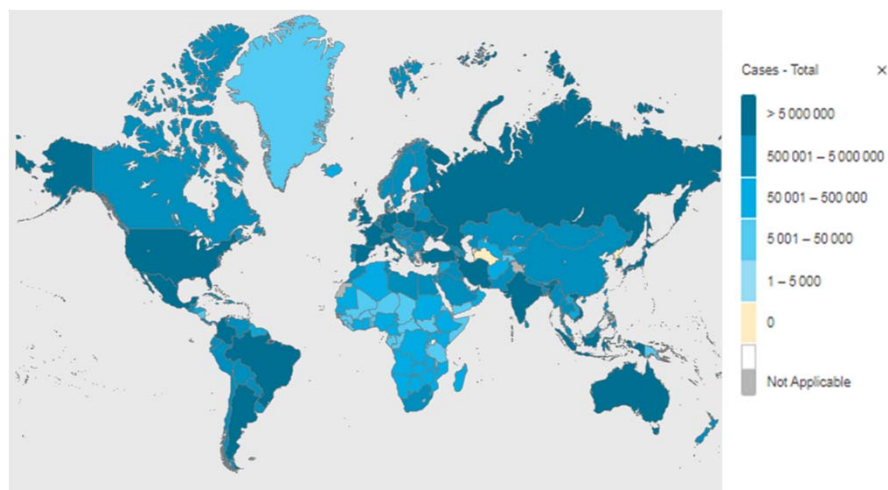 Cases - Total ×
> 5 000 000
500 001 – 5 000 000
50 001 – 500 000
5 001 – 50 000
1 – 5 000
0
Not Applicable